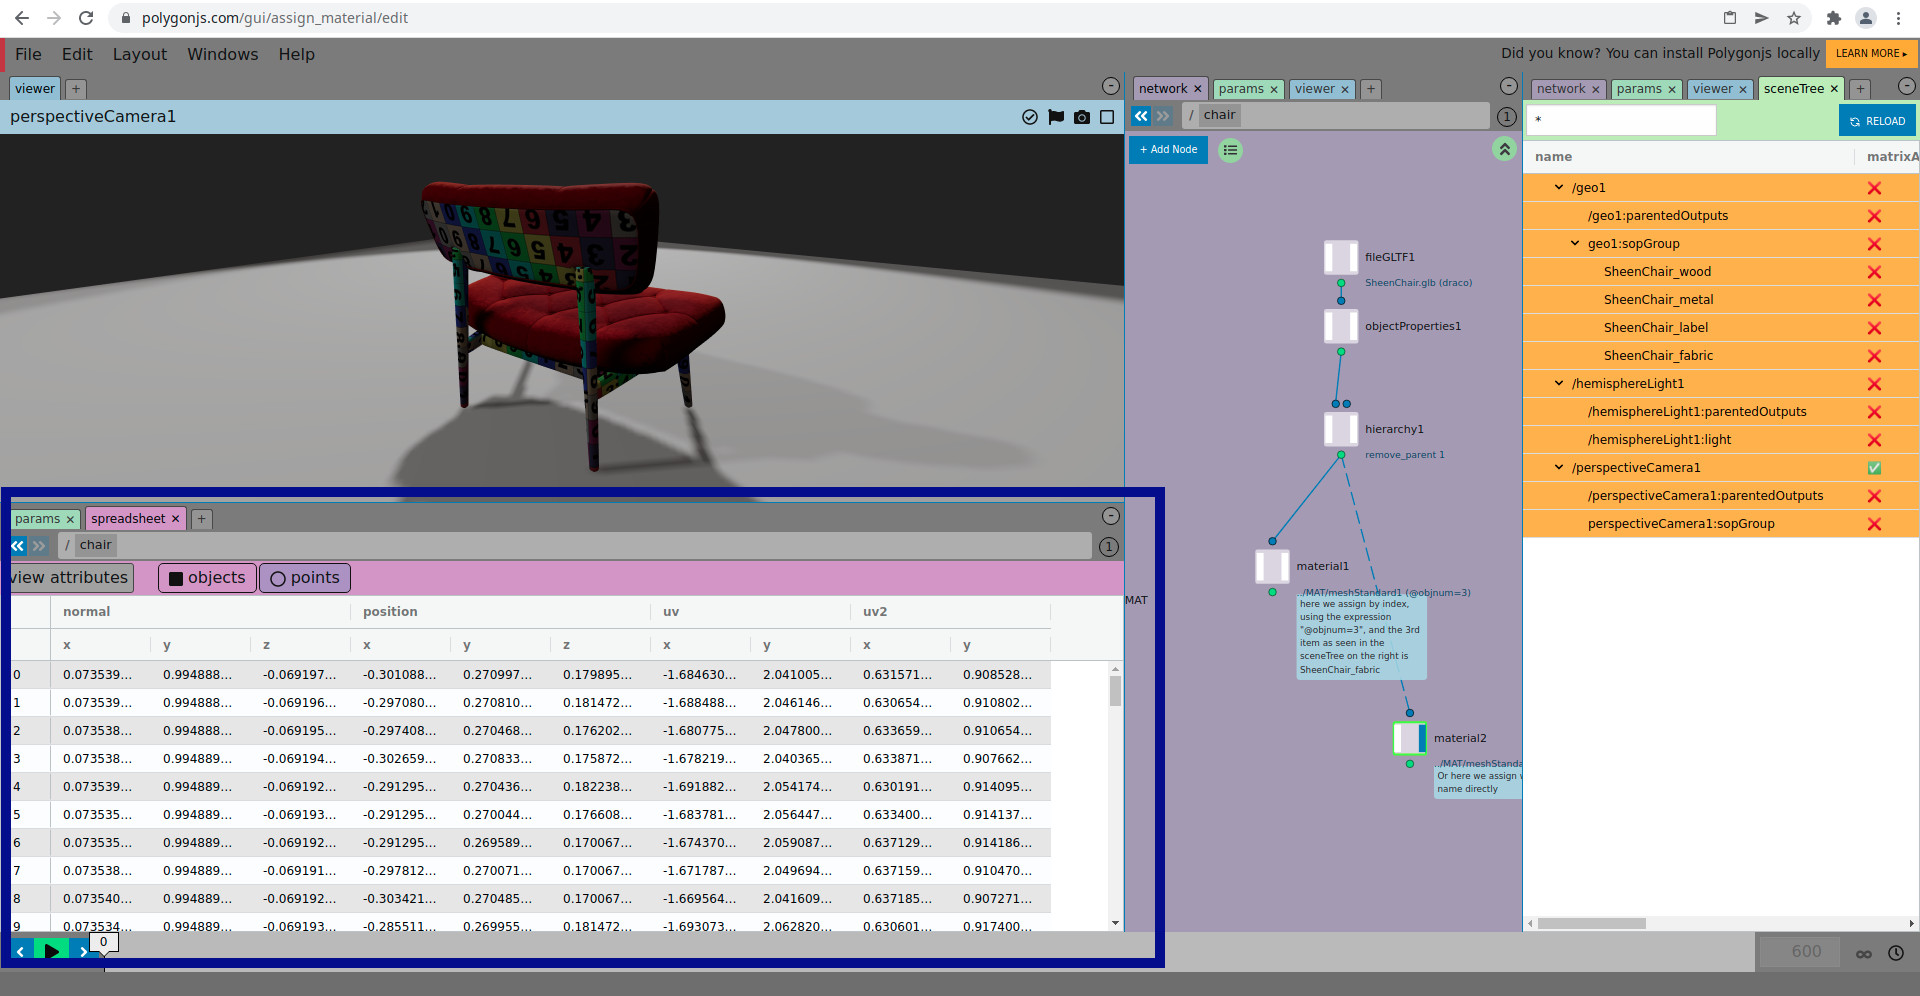 polygonjs.com/gui/assign_material/edit
File Edit Layout Windows Help
Did you know? You can install Polygonjs locally LEARN MORE ▸
viewer +
perspectiveCamera1
network × params × viewer × +
/ chair 1
+ Add Node
fileGLTF1
SheenChair.glb (draco)
objectProperties1
hierarchy1
remove_parent 1
material1
../MAT/meshStandard1 (@objnum=3)
here we assign by index,
using the expression
"@objnum=3", and the 3rd
item as seen in the
sceneTree on the right is
SheenChair_fabric
MAT
material2
../MAT/meshStanda
Or here we assign
name directly
network × params × viewer × sceneTree × +
* RELOAD
name matrixA
/geo1
/geo1:parentedOutputs
geo1:sopGroup
SheenChair_wood
SheenChair_metal
SheenChair_label
SheenChair_fabric
/hemisphereLight1
/hemisphereLight1:parentedOutputs
/hemisphereLight1:light
/perspectiveCamera1
/perspectiveCamera1:parentedOutputs
perspectiveCamera1:sopGroup
params × spreadsheet × +
/ chair 1
view attributes objects points
normal position uv uv2
x y z x y z x y x y
0 0.073539... 0.994888... -0.069197... -0.301088... 0.270997... 0.179895... -1.684630... 2.041005... 0.631571... 0.908528...
1 0.073539... 0.994888... -0.069196... -0.297080... 0.270810... 0.181472... -1.688488... 2.046146... 0.630654... 0.910802...
2 0.073538... 0.994888... -0.069195... -0.297408... 0.270468... 0.176202... -1.680775... 2.047800... 0.633659... 0.910654...
3 0.073538... 0.994889... -0.069194... -0.302659... 0.270833... 0.175872... -1.678219... 2.040365... 0.633871... 0.907662...
4 0.073539... 0.994889... -0.069192... -0.291295... 0.270436... 0.182238... -1.691882... 2.054174... 0.630191... 0.914095...
5 0.073535... 0.994889... -0.069193... -0.291295... 0.270044... 0.176608... -1.683781... 2.056447... 0.633400... 0.914137...
6 0.073535... 0.994889... -0.069192... -0.291295... 0.269589... 0.170067... -1.674370... 2.059087... 0.637129... 0.914186...
7 0.073538... 0.994889... -0.069191... -0.297812... 0.270071... 0.170067... -1.671787... 2.049694... 0.637159... 0.910470...
8 0.073540... 0.994889... -0.069192... -0.303421... 0.270485... 0.170067... -1.669564... 2.041609... 0.637185... 0.907271...
9 0.073534... 0.994889... -0.069193... -0.285511... 0.269955... 0.181472... -1.693073... 2.062820... 0.630601... 0.917400...
0
600